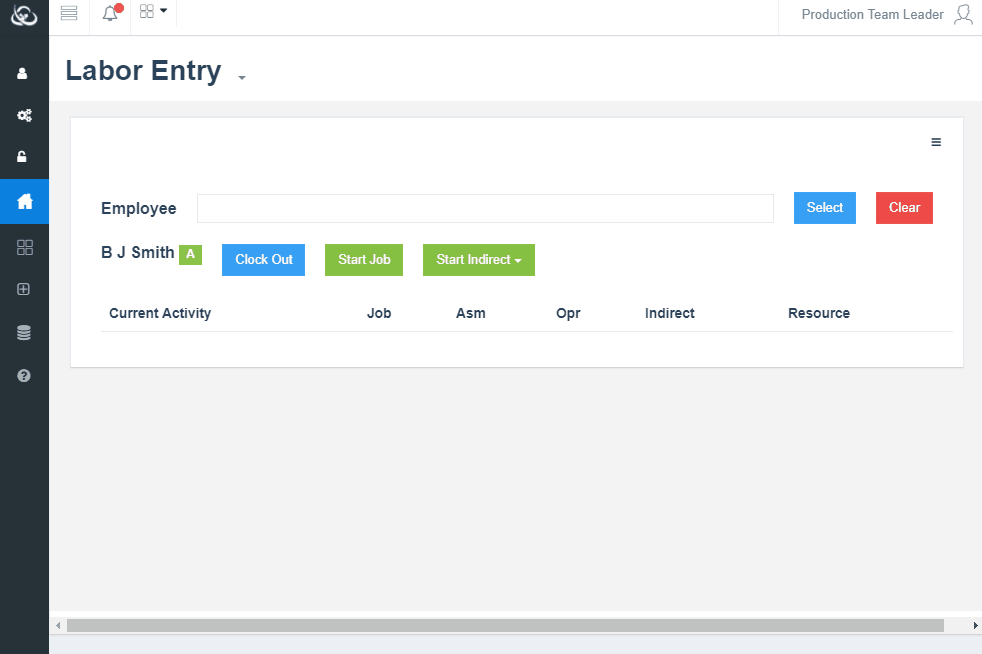 Production Team Leader
Labor Entry
Employee
Select
Clear
B J Smith A
Clock Out
Start Job
Start Indirect
Current Activity Job Asm Opr Indirect Resource